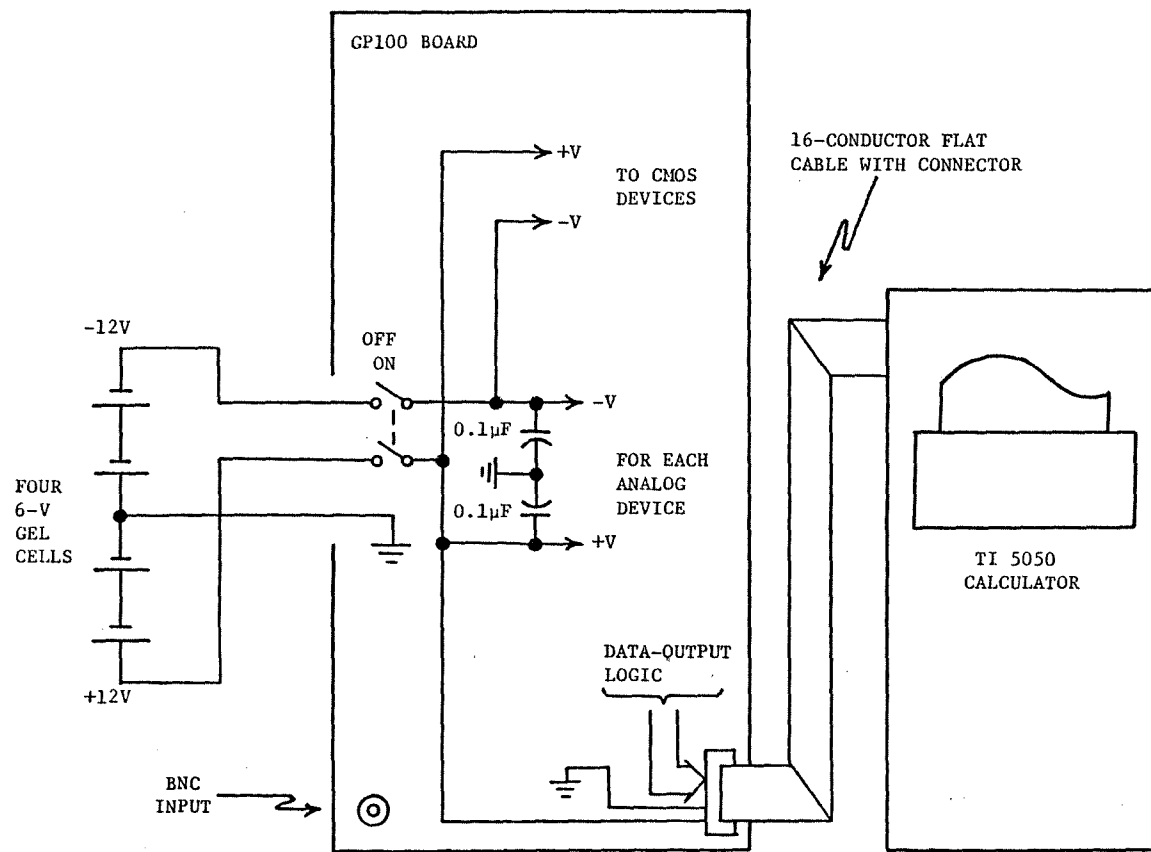 GP100 BOARD
16-CONDUCTOR FLAT
CABLE WITH CONNECTOR
+V
TO CMOS
DEVICES
-V
-12V
OFF
ON
-V
0.1μF
FOR EACH
ANALOG
DEVICE
0.1μF
+V
FOUR
6-V
GEL
CELLS
+12V
TI 5050
CALCULATOR
DATA-OUTPUT
LOGIC
BNC
INPUT